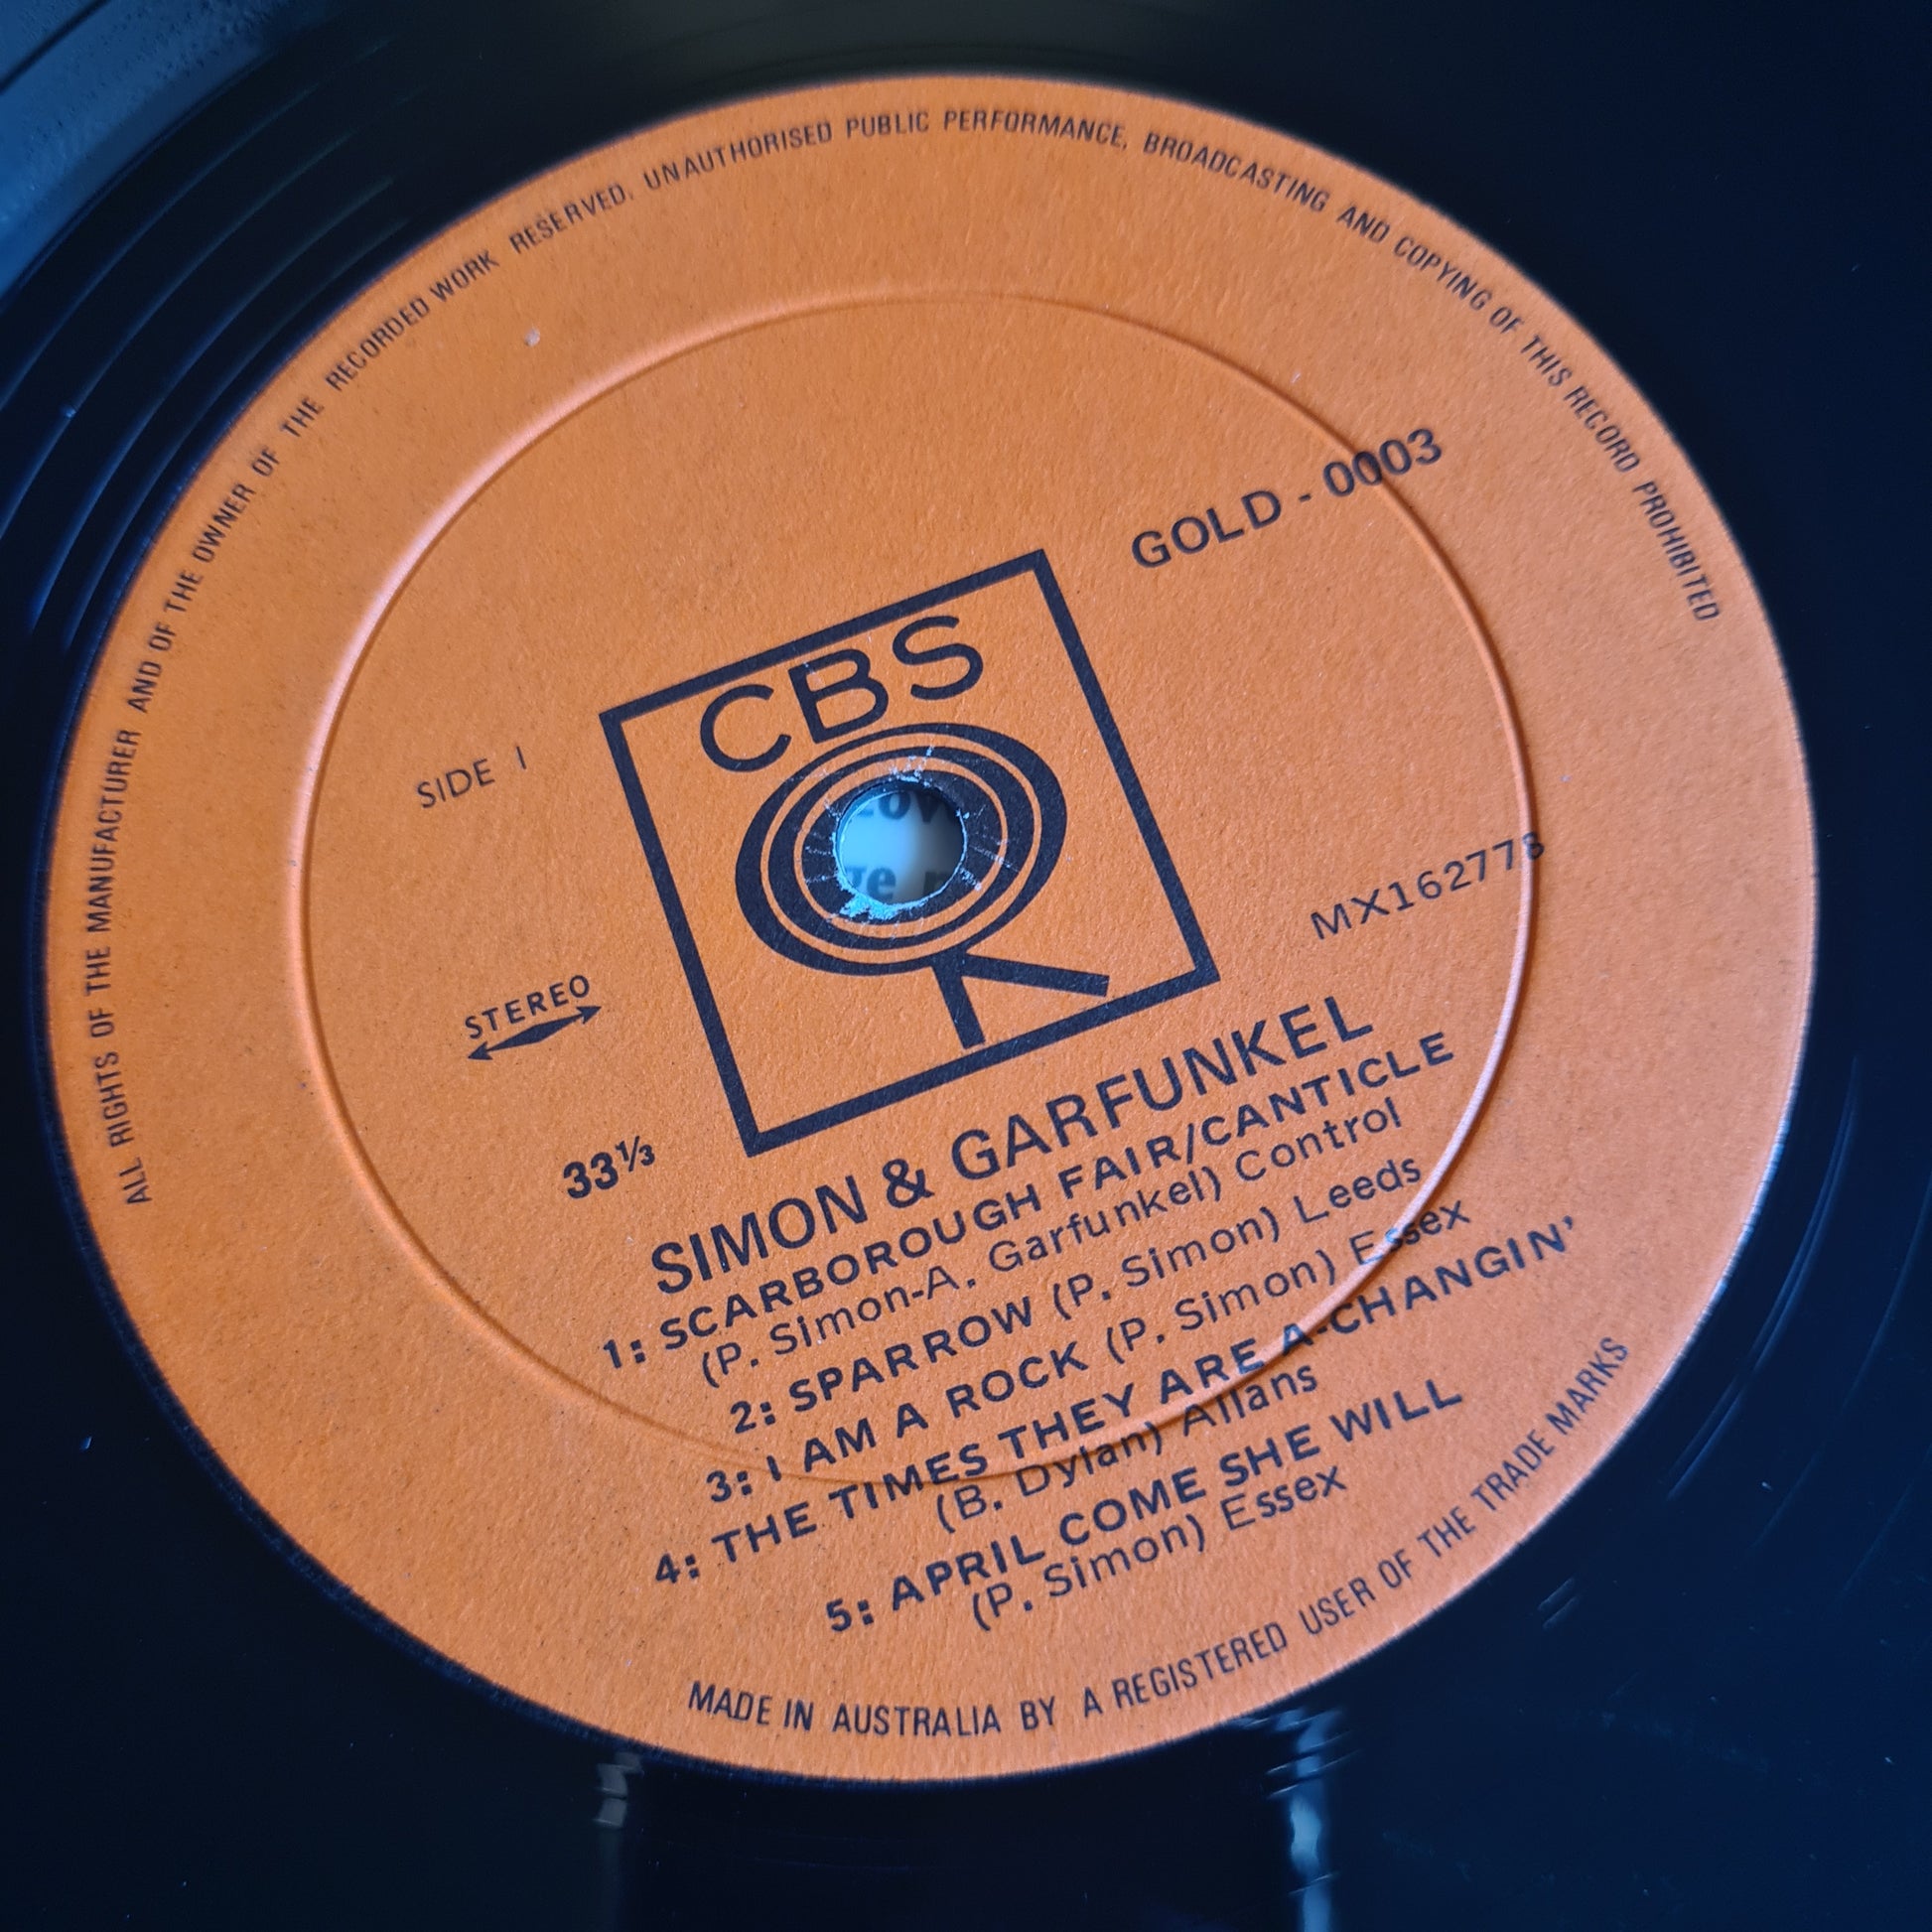 ALL RIGHTS OF THE MANUFACTURER AND OF THE OWNER OF THE RECORDED WORK RESERVED. UNAUTHORISED PUBLIC PERFORMANCE, BROADCASTING AND COPYING OF THIS RECORD PROHIBITED
GOLD - 0003
CBS
SIDE 1
MX162778
STEREO
33⅓
SIMON & GARFUNKEL
1: SCARBOROUGH FAIR/CANTICLE
(P. Simon-A. Garfunkel) Control
2: SPARROW (P. Simon) Leeds
3: I AM A ROCK (P. Simon) Essex
4: THE TIMES THEY ARE A-CHANGIN'
(B. Dylan) Allans
5: APRIL COME SHE WILL
(P. Simon) Essex
MADE IN AUSTRALIA BY A REGISTERED USER OF THE TRADE MARKS